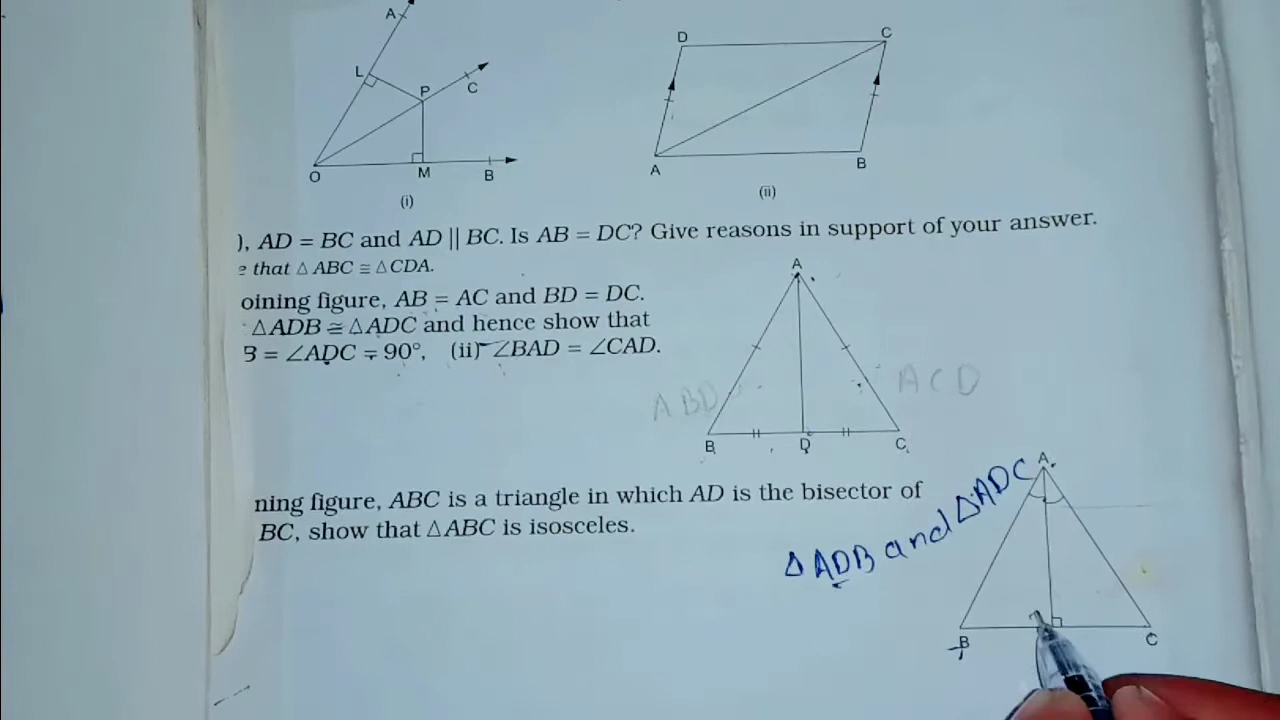 A
L
P
C
O
M
B
(i)
D
C
A
B
(ii)
), AD = BC and AD || BC. Is AB = DC? Give reasons in support of your answer.
that △ ABC ≅ △CDA.
oining figure, AB = AC and BD = DC.
△ADB ≅ △ADC and hence show that
= ∠ADC = 90°, (ii) ∠BAD = ∠CAD.
A
ABD
ACD
B
D
C
ning figure, ABC is a triangle in which AD is the bisector of
BC, show that △ABC is isosceles.
△ ADB and △ADC
A
B
C